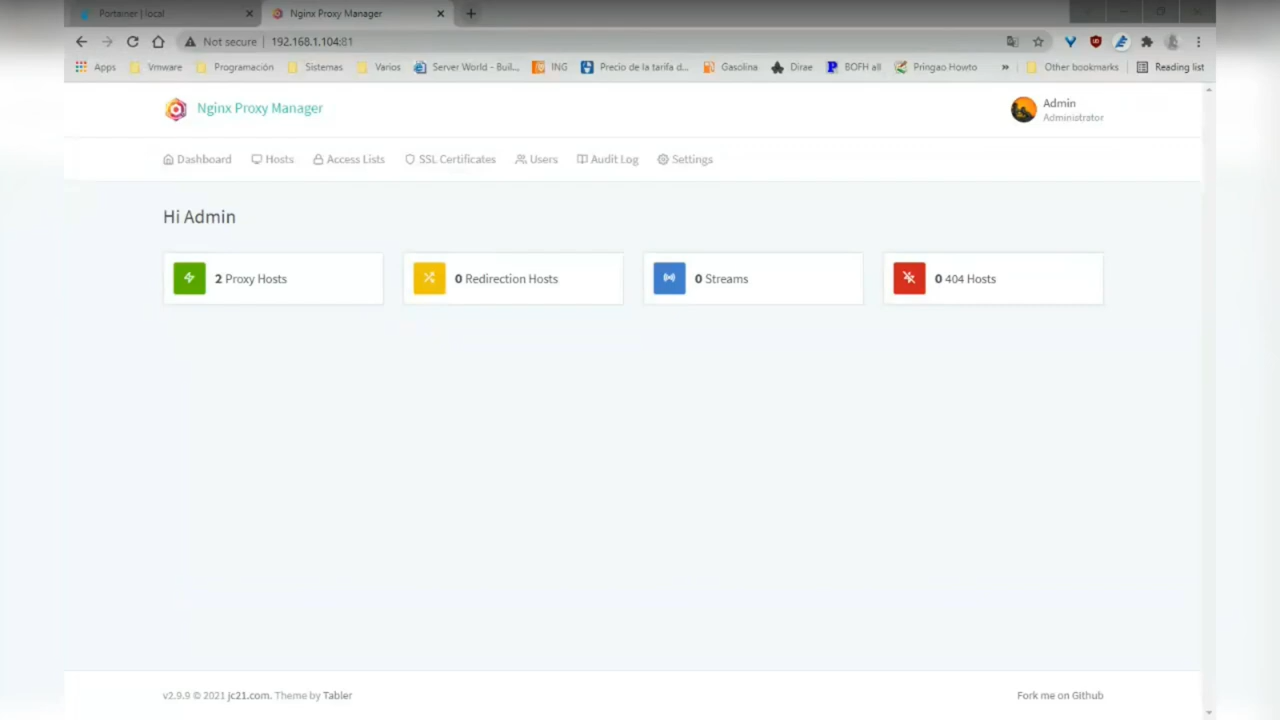 Portainer | local
Nginx Proxy Manager
Not secure | 192.168.1.104:81
Apps Vmware Programación Sistemas Varios Server World - Buil... ING Precio de la tarifa d... Gasolina Dirae BOFH all Pringao Howto » Other bookmarks Reading list
Nginx Proxy Manager
Admin
Administrator
Dashboard Hosts Access Lists SSL Certificates Users Audit Log Settings
Hi Admin
2 Proxy Hosts
0 Redirection Hosts
0 Streams
0 404 Hosts
v2.9.9 © 2021 jc21.com. Theme by Tabler
Fork me on Github